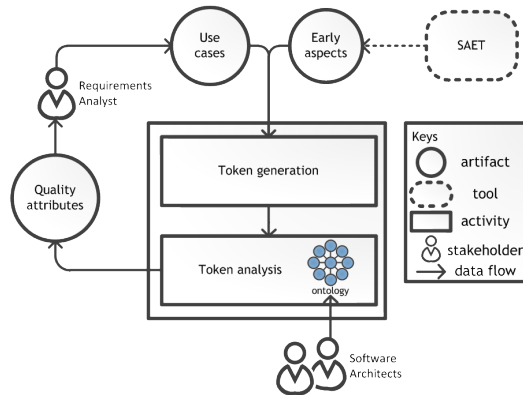 Use
cases
Early
aspects
SAET
Requirements
Analyst
Token generation
Keys
artifact
tool
activity
stakeholder
data flow
Quality
attributes
Token analysis
ontology
Software
Architects